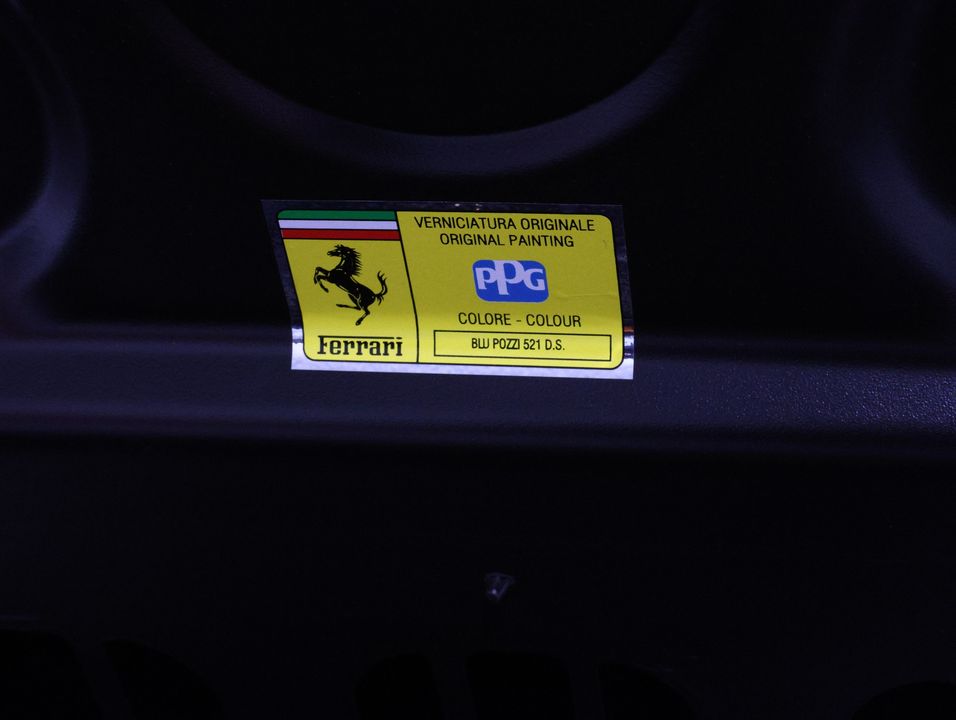 VERNICIATURA ORIGINALE
ORIGINAL PAINTING
PPG
COLORE - COLOUR
BLU POZZI 521 D.S.
Ferrari